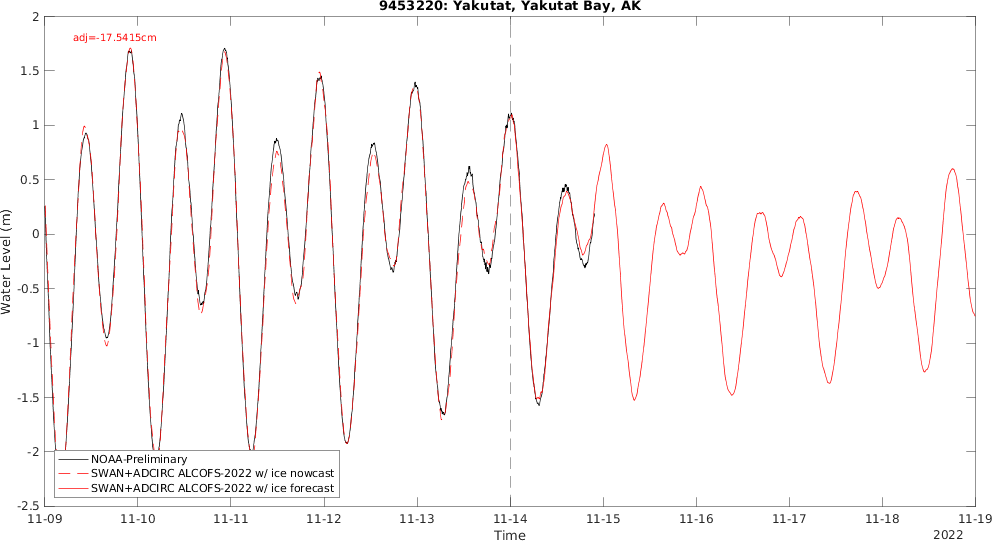 9453220: Yakutat, Yakutat Bay, AK
adj=-17.5415cm
2
1.5
1
0.5
0
-0.5
-1
-1.5
-2
-2.5
Water Level (m)
NOAA-Preliminary
SWAN+ADCIRC ALCOFS-2022 w/ ice nowcast
SWAN+ADCIRC ALCOFS-2022 w/ ice forecast
11-09 11-10 11-11 11-12 11-13 11-14 11-15 11-16 11-17 11-18 11-19
Time
2022